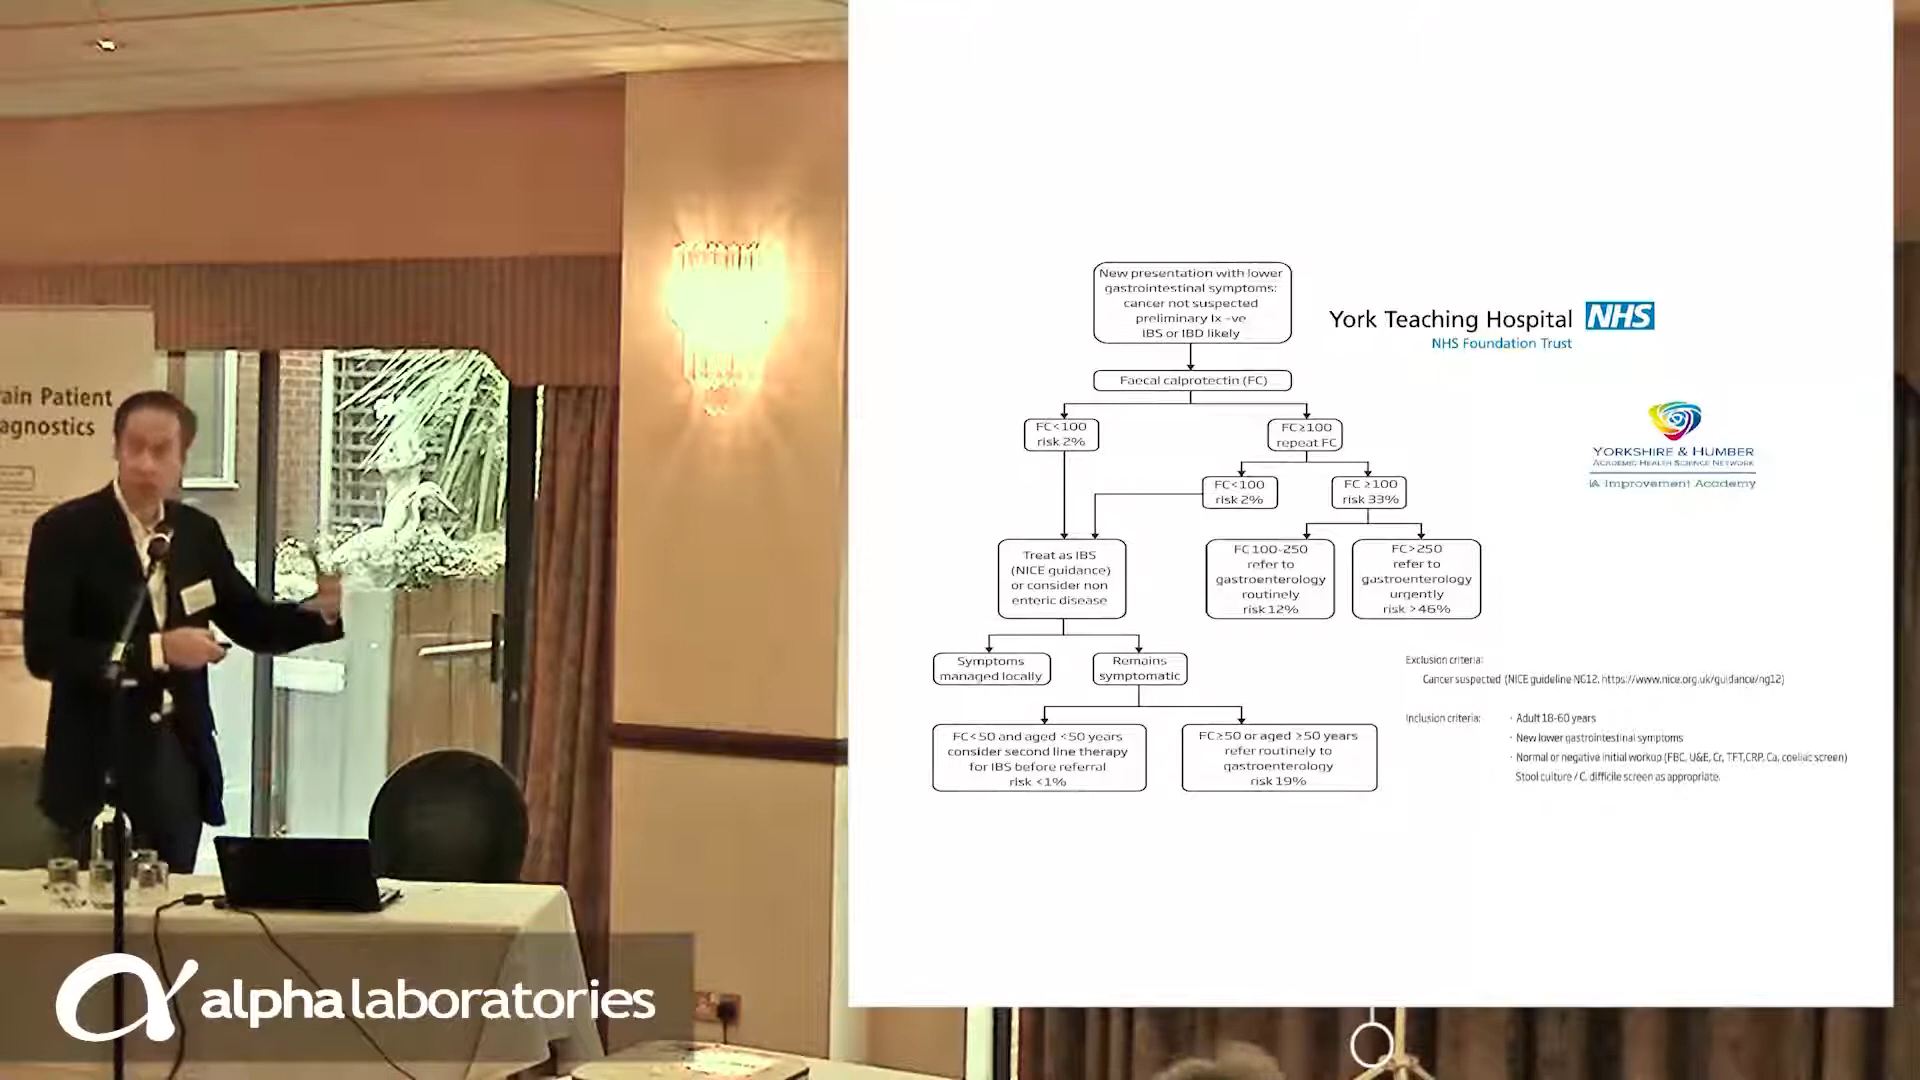 ain Patient
agnostics
alpha laboratories
New presentation with lower
gastrointestinal symptoms:
cancer not suspected
preliminary Ix -ve
IBS or IBD likely
York Teaching Hospital NHS
NHS Foundation Trust
Faecal calprotectin (FC)
YORKSHIRE & HUMBER
ACADEMIC HEALTH SCIENCE NETWORK
IA Improvement Academy
FC<100
risk 2%
FC≥100
repeat FC
FC<100
risk 2%
FC ≥100
risk 33%
Treat as IBS
(NICE guidance)
or consider non
enteric disease
FC 100-250
refer to
gastroenterology
routinely
risk 12%
FC>250
refer to
gastroenterology
urgently
risk >46%
Symptoms
managed locally
Remains
symptomatic
FC<50 and aged <50 years
consider second line therapy
for IBS before referral
risk <1%
FC≥50 or aged ≥50 years
refer routinely to
gastroenterology
risk 19%
Exclusion criteria:
Cancer suspected (NICE guideline NG12, https://www.nice.org.uk/guidance/ng12)
Inclusion criteria:
· Adult 18-60 years
· New lower gastrointestinal symptoms
· Normal or negative initial workup (FBC, U&E, Cr, TFT,CRP, Ca, coeliac screen)
Stool culture / C. difficile screen as appropriate.